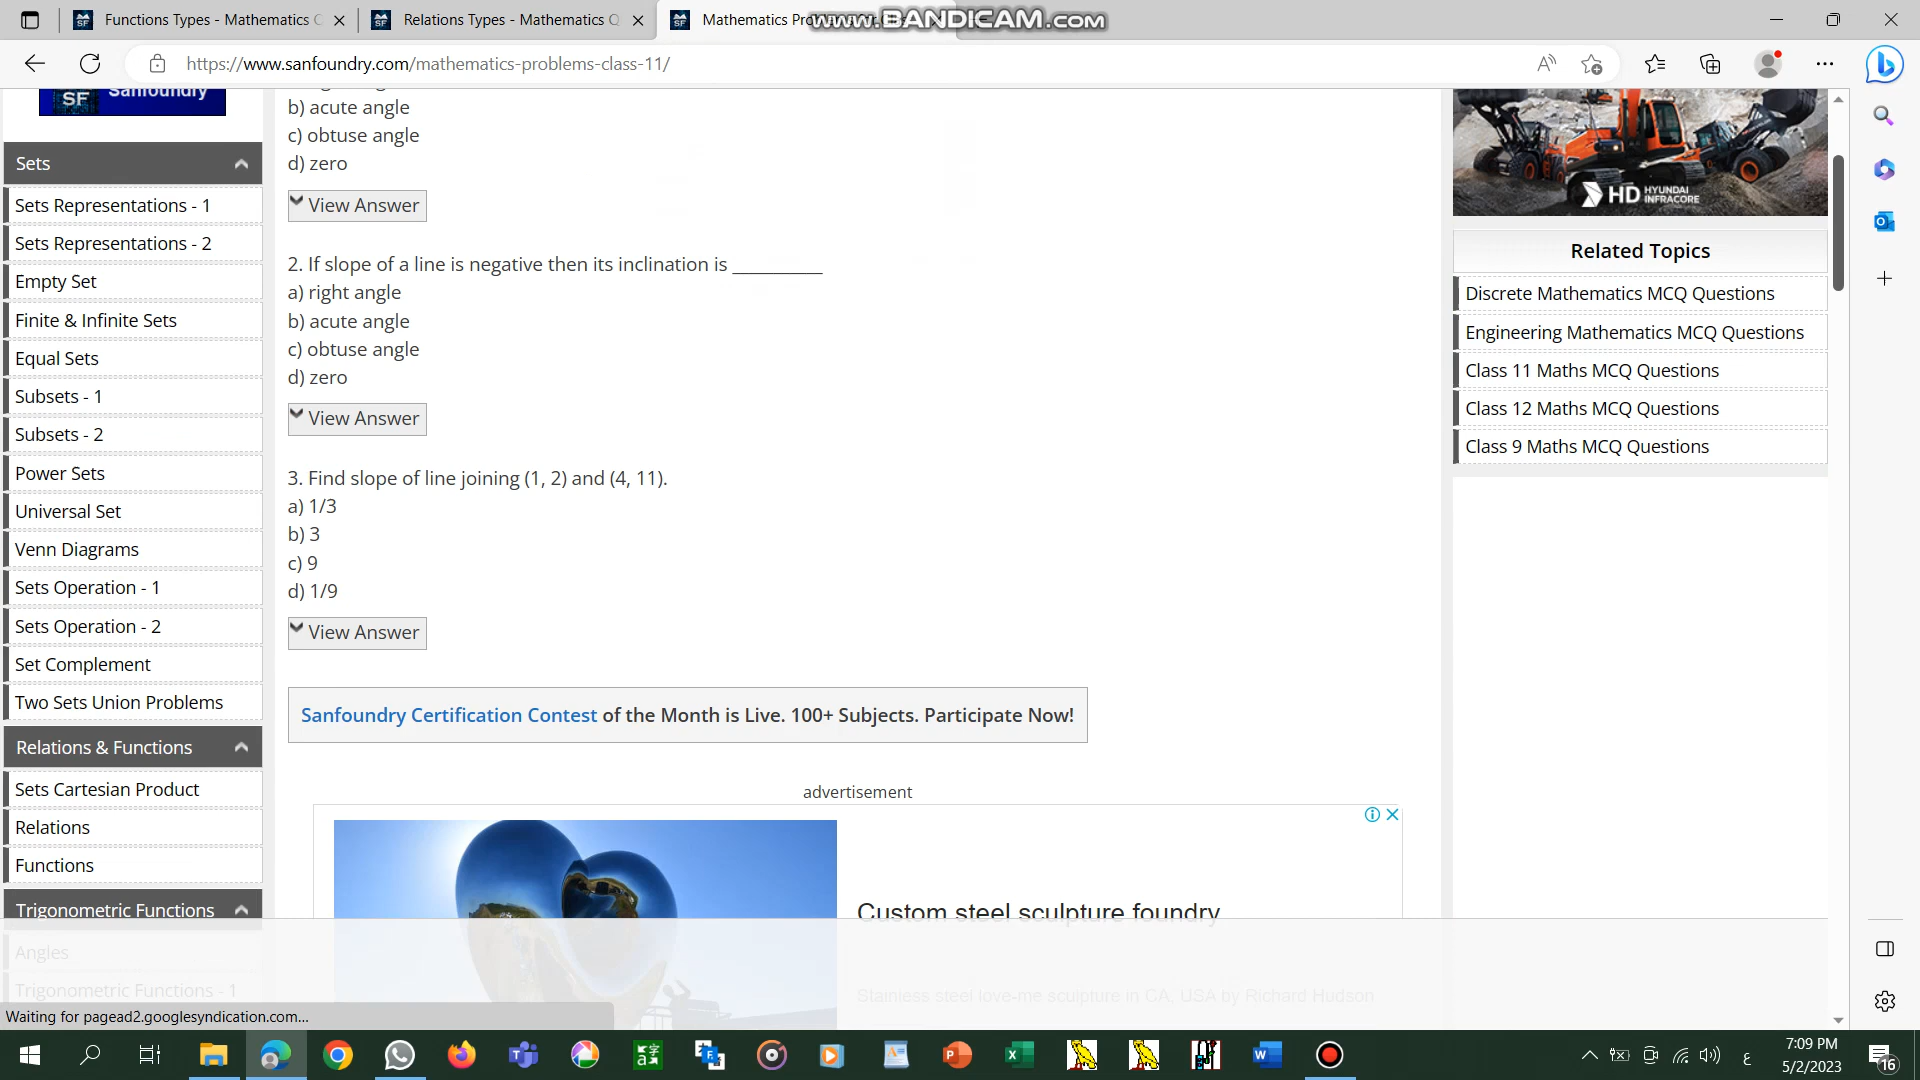 Functions Types - Mathematics
Relations Types - Mathematics Q
Mathematics
www.BANDICAM.com
https://www.sanfoundry.com/mathematics-problems-class-11/
SF Sanfoundry
Sets
Sets Representations - 1
Sets Representations - 2
Empty Set
Finite & Infinite Sets
Equal Sets
Subsets - 1
Subsets - 2
Power Sets
Universal Set
Venn Diagrams
Sets Operation - 1
Sets Operation - 2
Set Complement
Two Sets Union Problems
Relations & Functions
Sets Cartesian Product
Relations
Functions
Trigonometric Functions
Angles
Trigonometric Functions - 1
b) acute angle
c) obtuse angle
d) zero
View Answer
2. If slope of a line is negative then its inclination is ___________
a) right angle
b) acute angle
c) obtuse angle
d) zero
View Answer
3. Find slope of line joining (1, 2) and (4, 11).
a) 1/3
b) 3
c) 9
d) 1/9
View Answer
Sanfoundry Certification Contest of the Month is Live. 100+ Subjects. Participate Now!
advertisement
Custom steel sculpture foundry
Stainless steel love-me sculpture in CA, USA by Richard Hudson
HD HYUNDAI
INFRACORE
Related Topics
Discrete Mathematics MCQ Questions
Engineering Mathematics MCQ Questions
Class 11 Maths MCQ Questions
Class 12 Maths MCQ Questions
Class 9 Maths MCQ Questions
Waiting for pagead2.googlesyndication.com...
ع
7:09 PM
5/2/2023
16